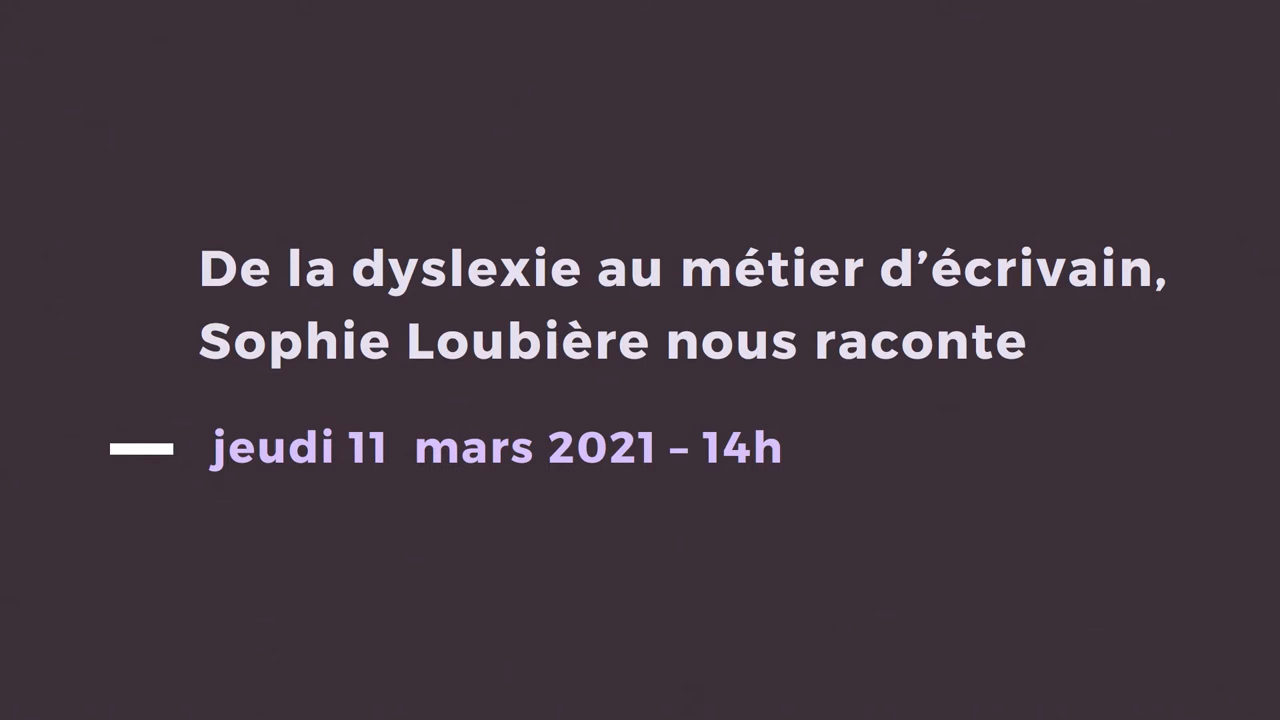 De la dyslexie au métier d’écrivain,
Sophie Loubière nous raconte
jeudi 11 mars 2021 – 14h